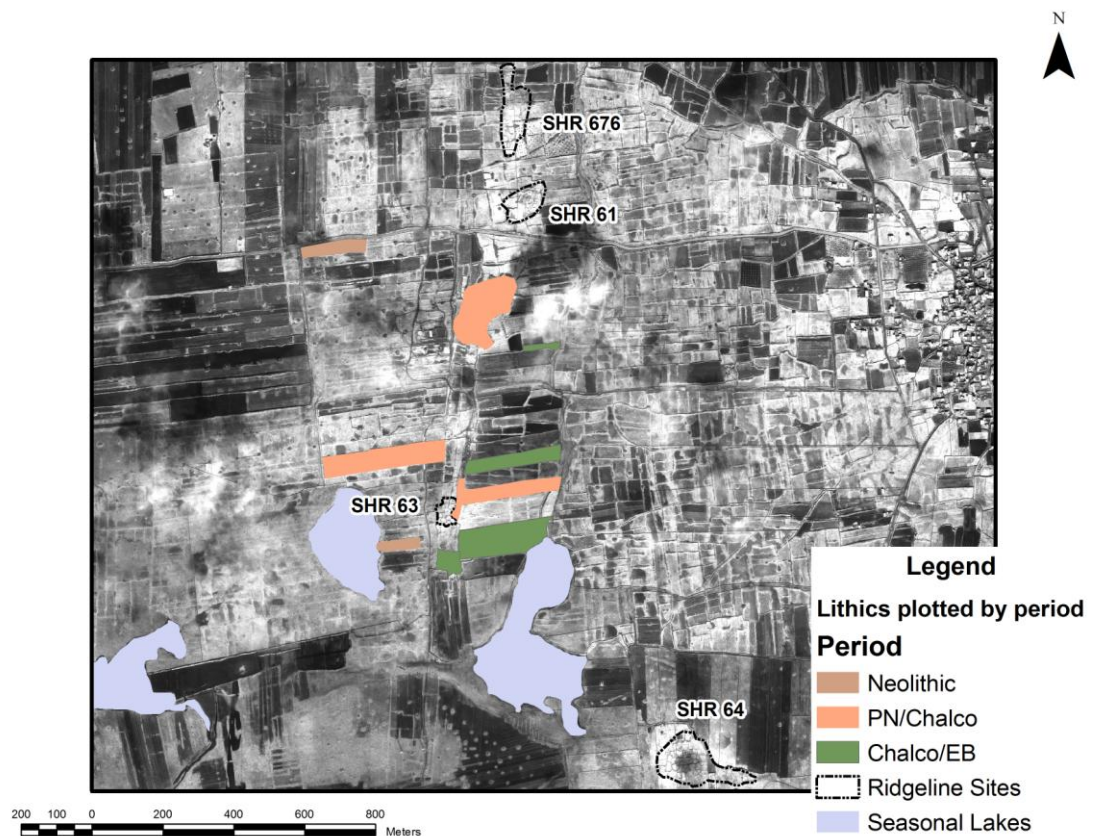 N
SHR 676
SHR 61
SHR 63
SHR 64
Legend
Lithics plotted by period
Period
Neolithic
PN/Chalco
Chalco/EB
Ridgeline Sites
Seasonal Lakes
200 100 0 200 400 600 800
Meters